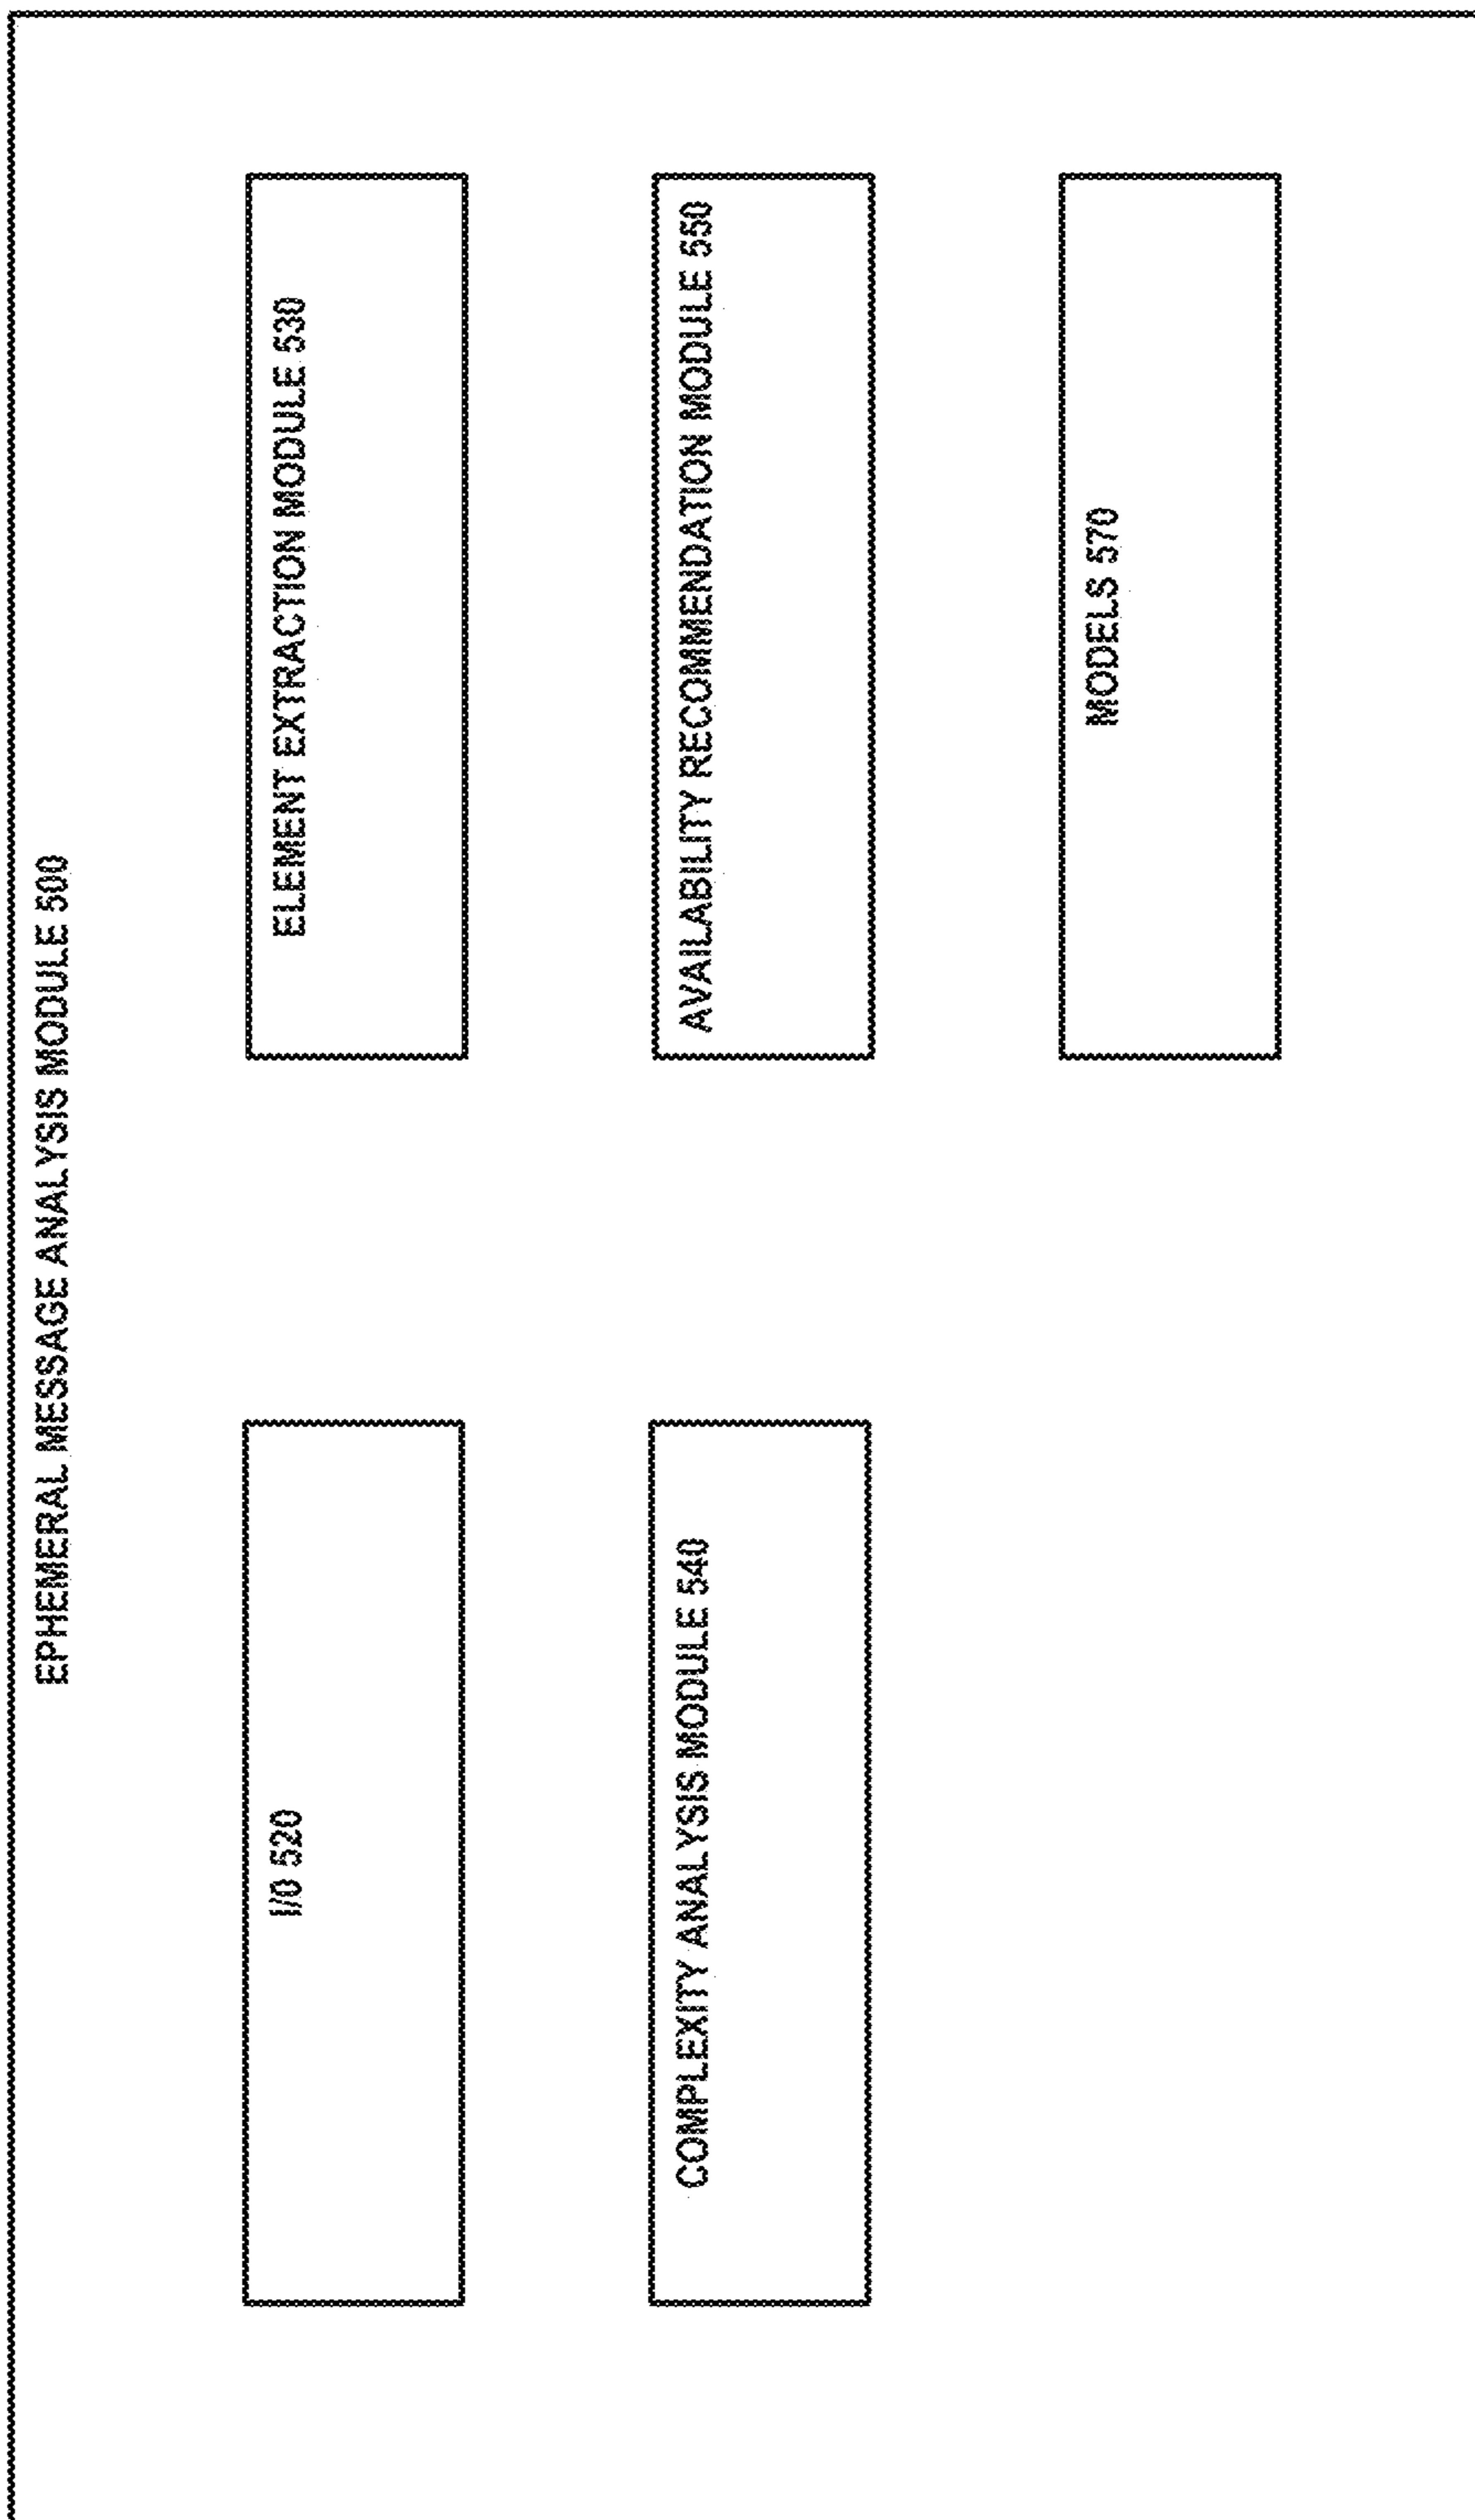 EPHEMERAL MESSAGE ANALYSIS MODULE 500
I/O 520
ELEMENT EXTRACTION MODULE 530
COMPLEXITY ANALYSIS MODULE 540
AVAILABILITY RECOMMENDATION MODULE 550
MODELS 570